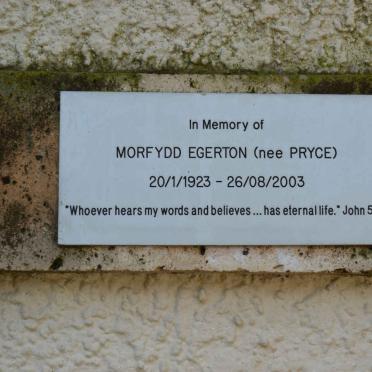 In Memory of
MORFYDD EGERTON (nee PRYCE)
20/1/1923 - 26/08/2003
"Whoever hears my words and believes ... has eternal life." John 5